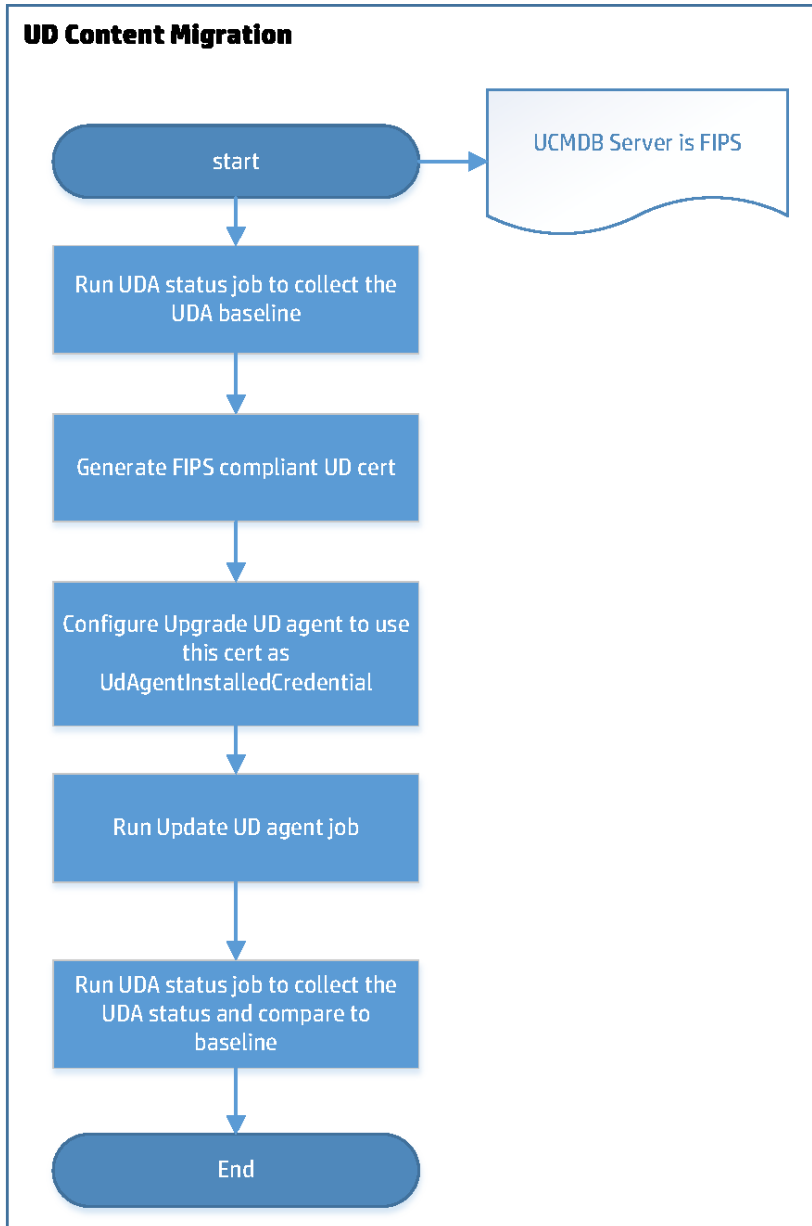 UD Content Migration
start
UCMDB Server is FIPS
Run UDA status job to collect the
UDA baseline
Generate FIPS compliant UD cert
Configure Upgrade UD agent to use
this cert as
UdAgentInstalledCredential
Run Update UD agent job
Run UDA status job to collect the
UDA status and compare to
baseline
End